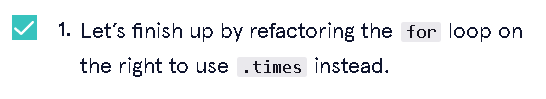 1. Let's finish up by refactoring the for loop on
the right to use .times instead.